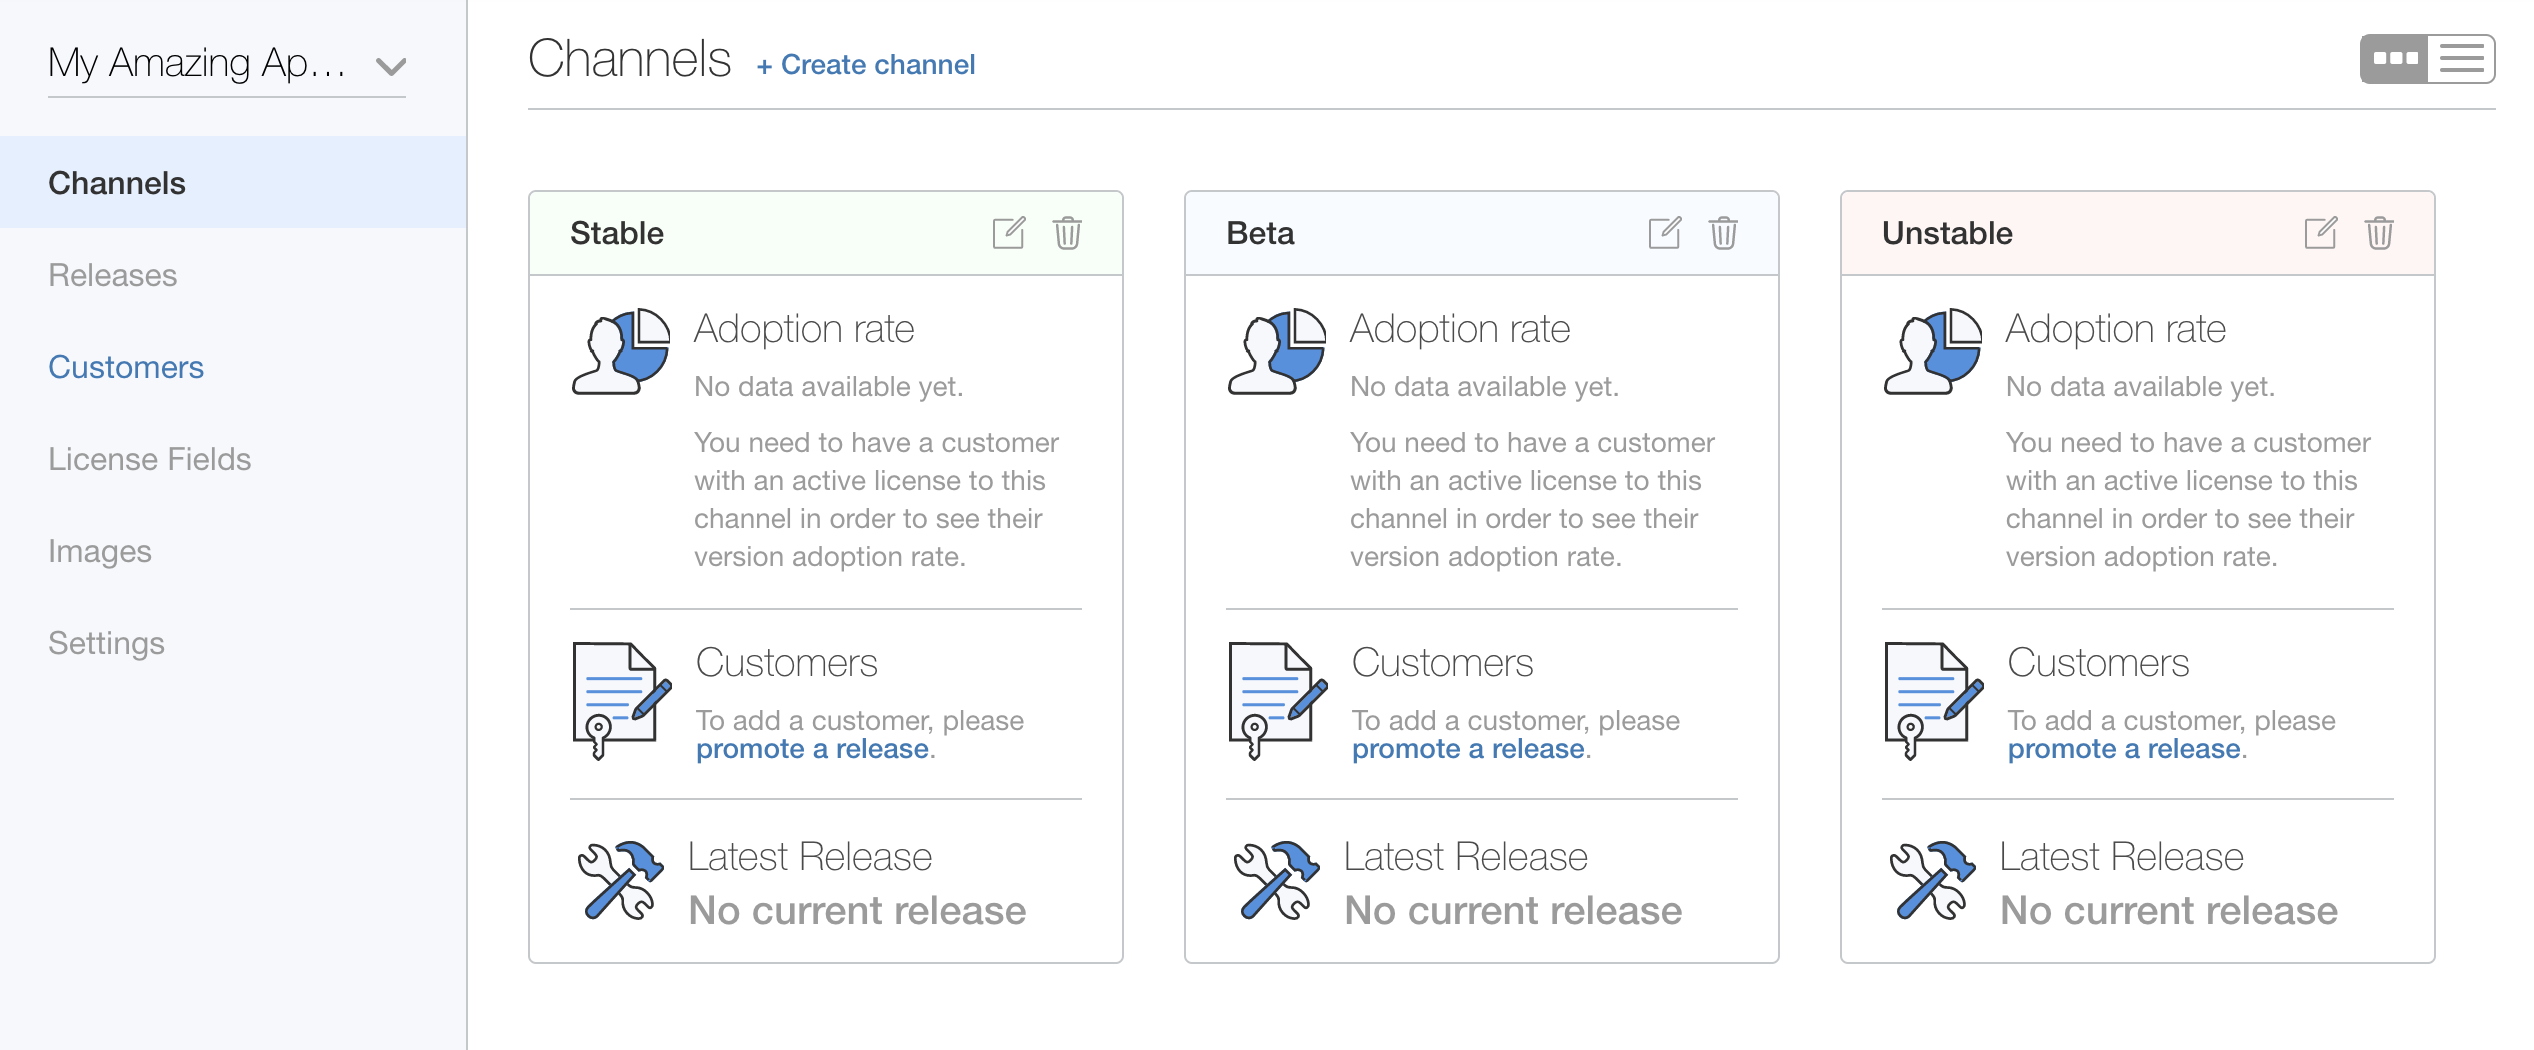 My Amazing Ap...
Channels
Releases
Customers
License Fields
Images
Settings
Channels + Create channel
Stable
Adoption rate
No data available yet.
You need to have a customer
with an active license to this
channel in order to see their
version adoption rate.
Customers
To add a customer, please
promote a release.
Latest Release
No current release
Beta
Adoption rate
No data available yet.
You need to have a customer
with an active license to this
channel in order to see their
version adoption rate.
Customers
To add a customer, please
promote a release.
Latest Release
No current release
Unstable
Adoption rate
No data available yet.
You need to have a customer
with an active license to this
channel in order to see their
version adoption rate.
Customers
To add a customer, please
promote a release.
Latest Release
No current release